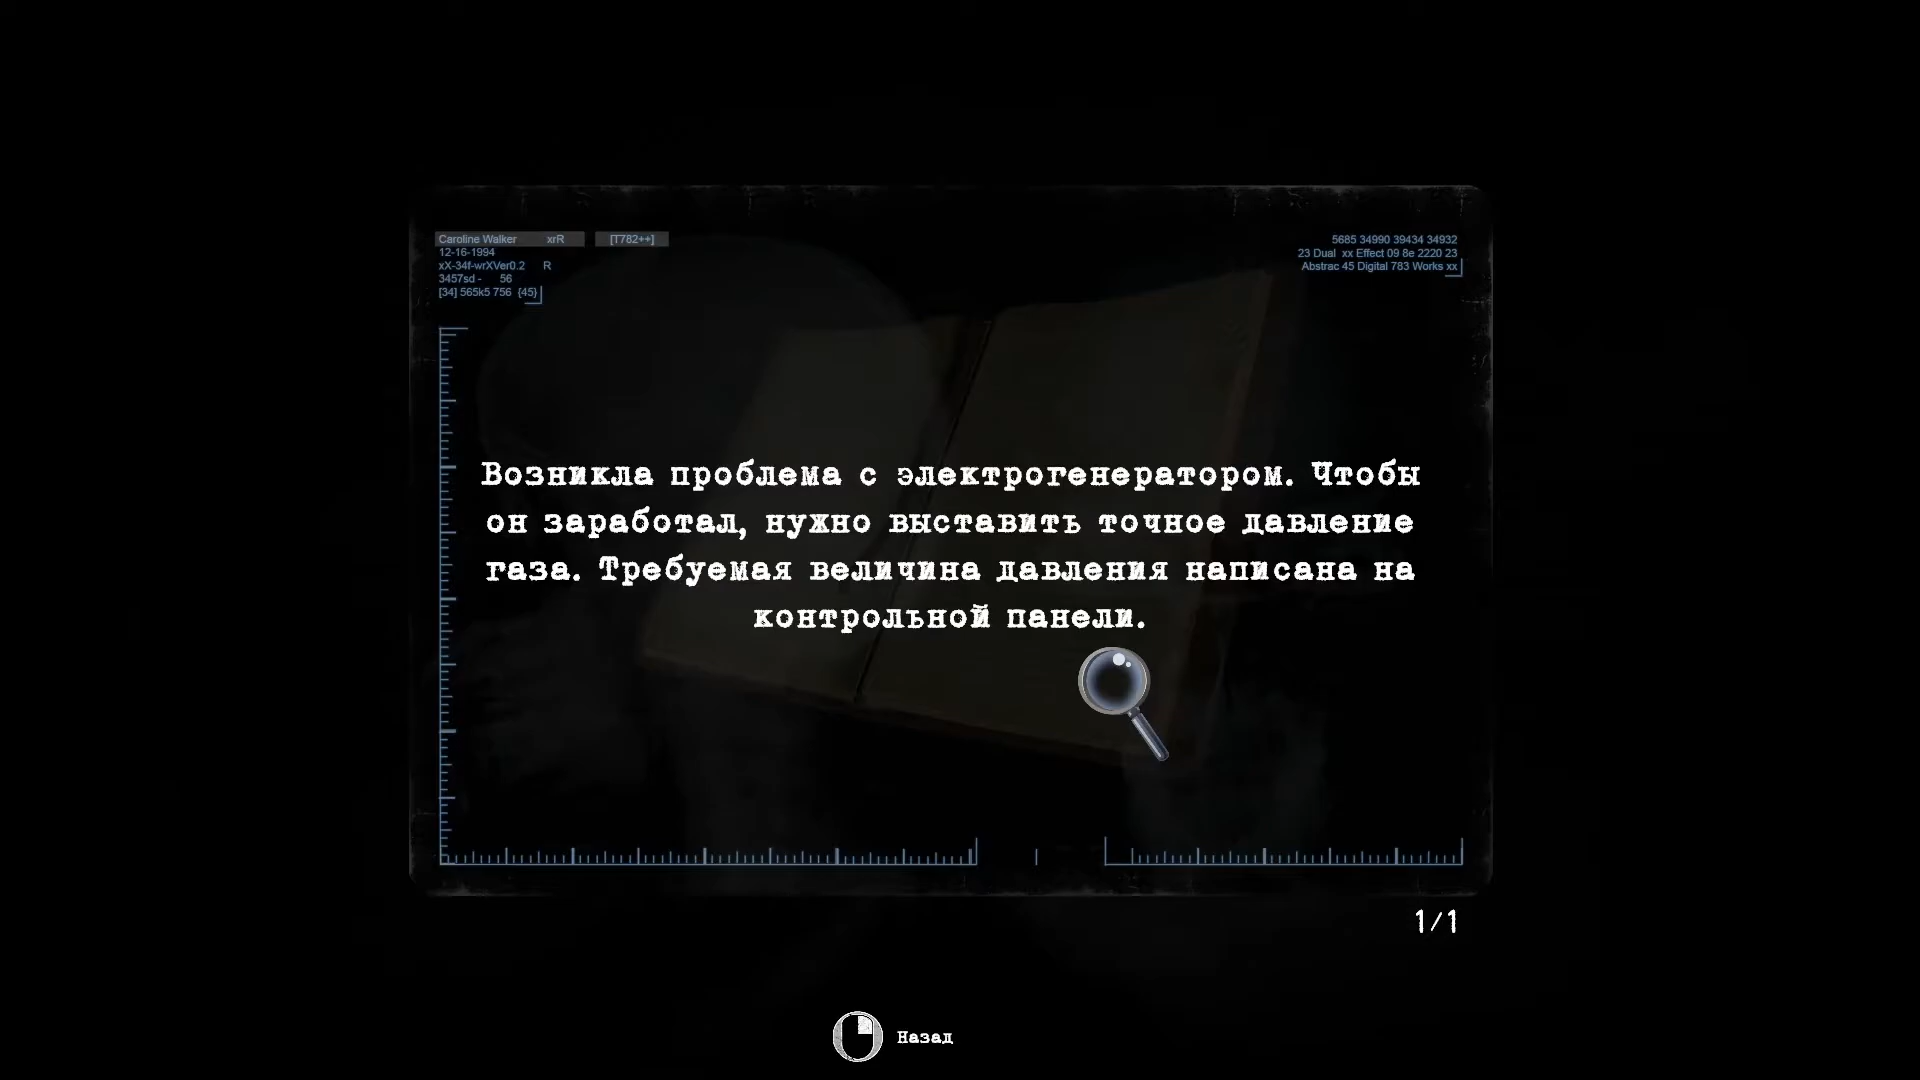 Caroline Walker xrR [T782++]
12-16-1994
xX-34f-wrXVer0.2 R
3457sd - 56
[34] 565k5 756 {45}
5685 34990 39434 34932
23 Dual xx Effect 09 8e 2220 23
Abstrac 45 Digital 783 Works xx
Возникла проблема с электрогенератором. Чтобы
он заработал, нужно выставить точное давление
газа. Требуемая величина давления написана на
контрольной панели.
1/1
Назад